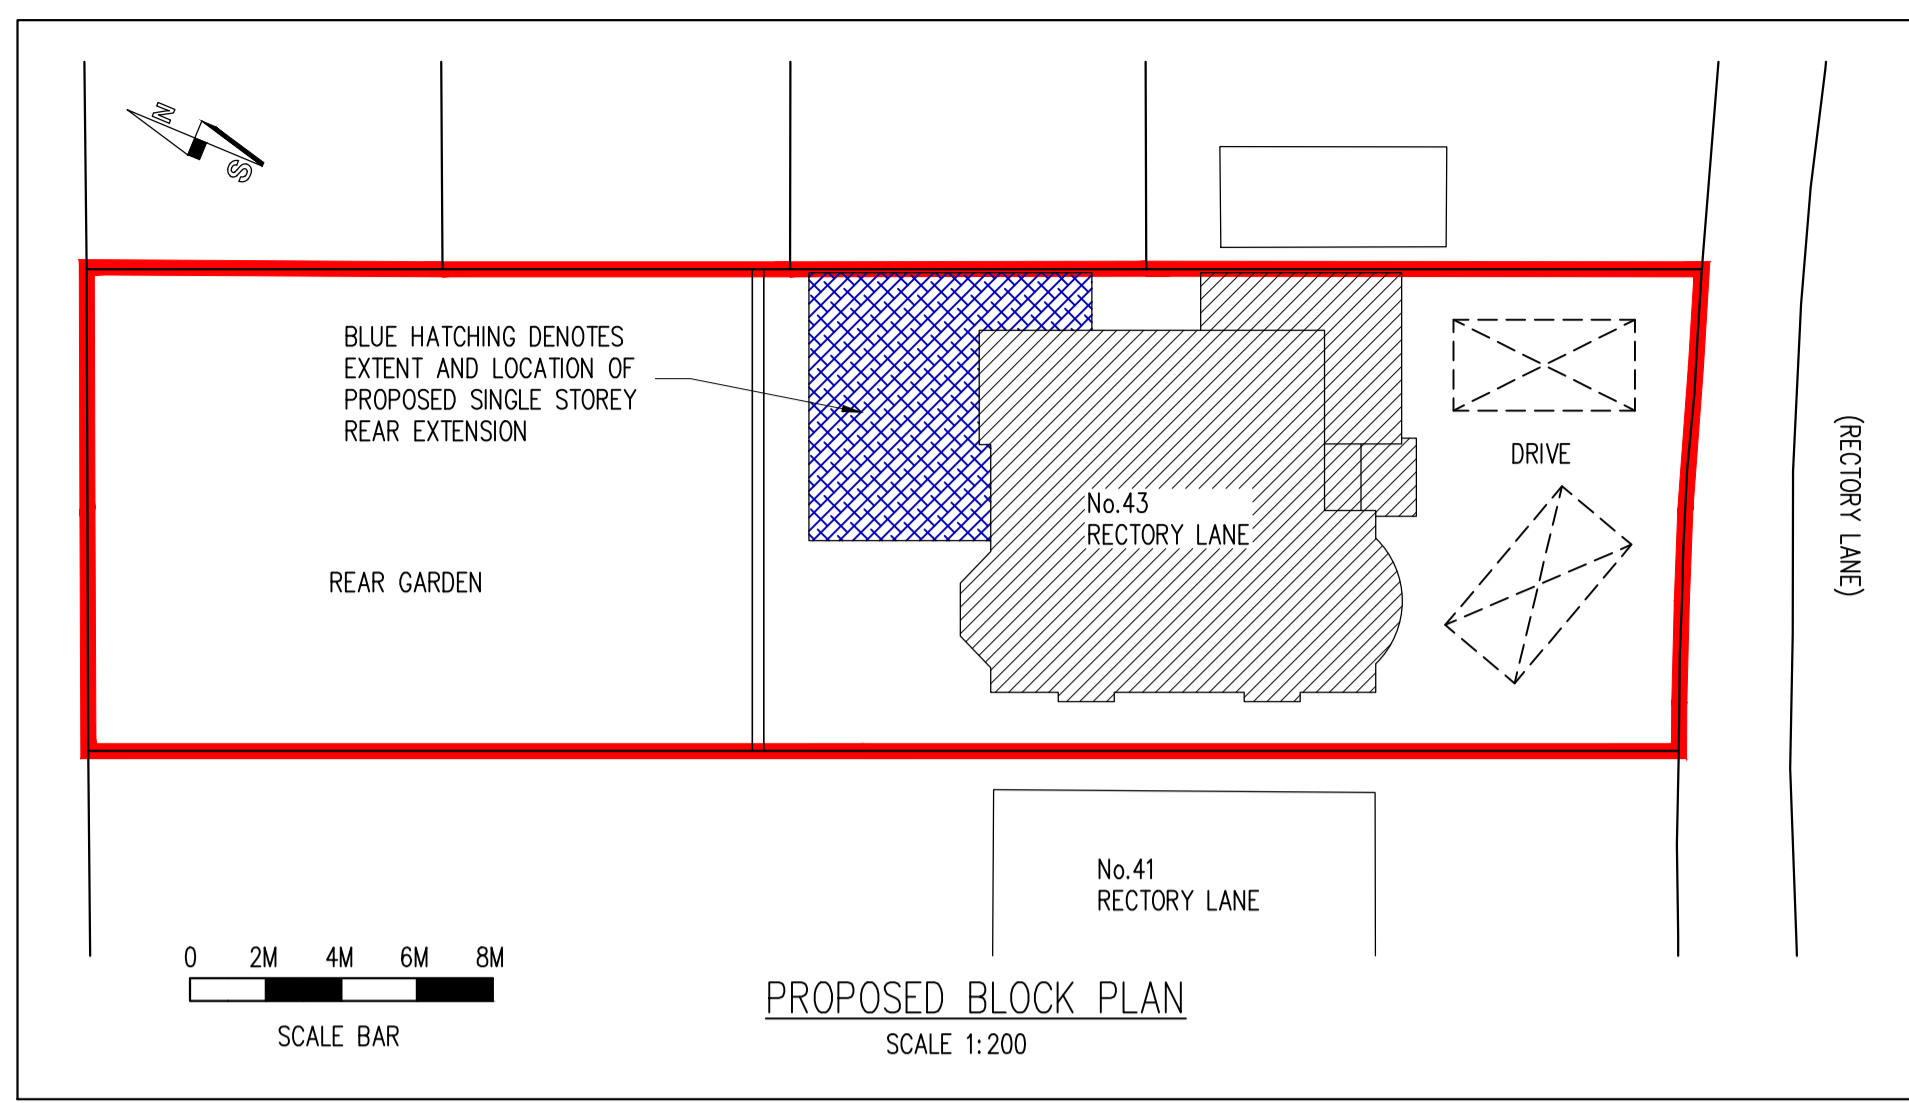 N
S
BLUE HATCHING DENOTES
EXTENT AND LOCATION OF
PROPOSED SINGLE STOREY
REAR EXTENSION
DRIVE
(RECTORY LANE)
No.43
RECTORY LANE
REAR GARDEN
No.41
RECTORY LANE
0 2M 4M 6M 8M
SCALE BAR
PROPOSED BLOCK PLAN
SCALE 1:200